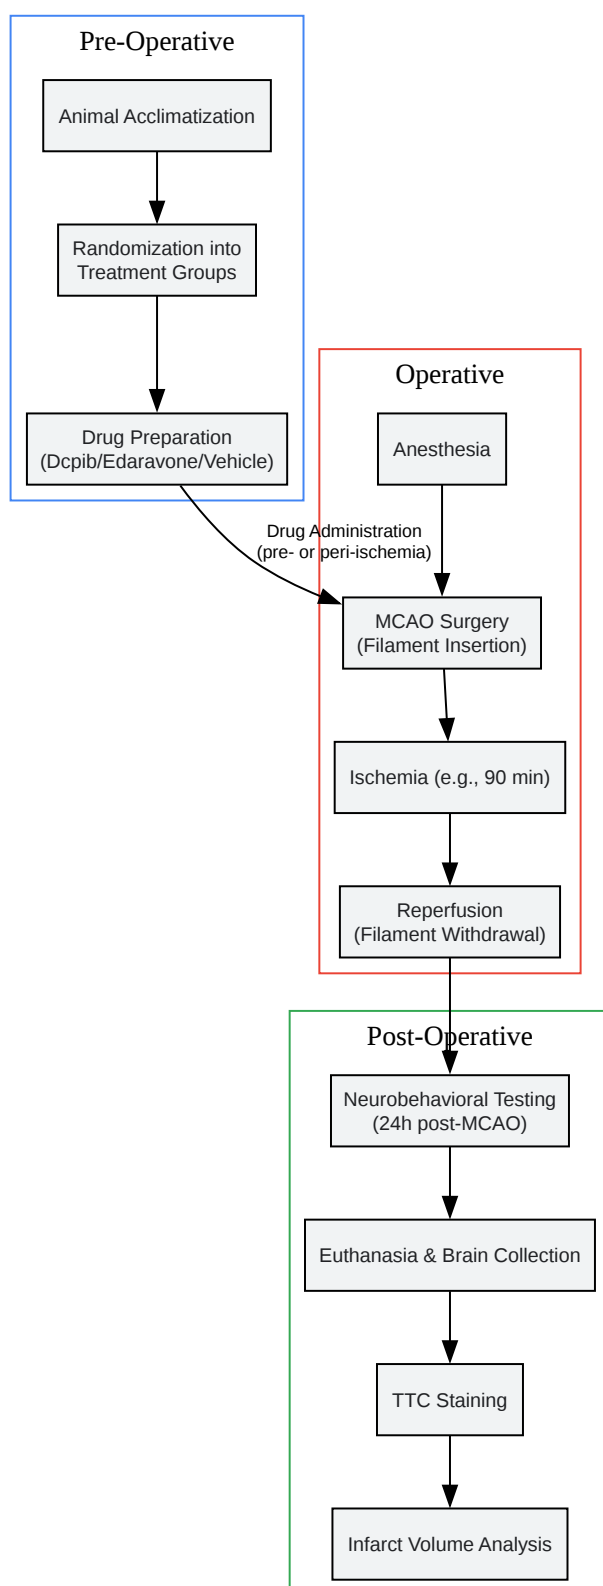 Pre-Operative
Animal Acclimatization
Randomization into
Treatment Groups
Drug Preparation
(Dcpib/Edaravone/Vehicle)
Drug Administration
(pre- or peri-ischemia)
Operative
Anesthesia
MCAO Surgery
(Filament Insertion)
Ischemia (e.g., 90 min)
Reperfusion
(Filament Withdrawal)
Post-Operative
Neurobehavioral Testing
(24h post-MCAO)
Euthanasia & Brain Collection
TTC Staining
Infarct Volume Analysis